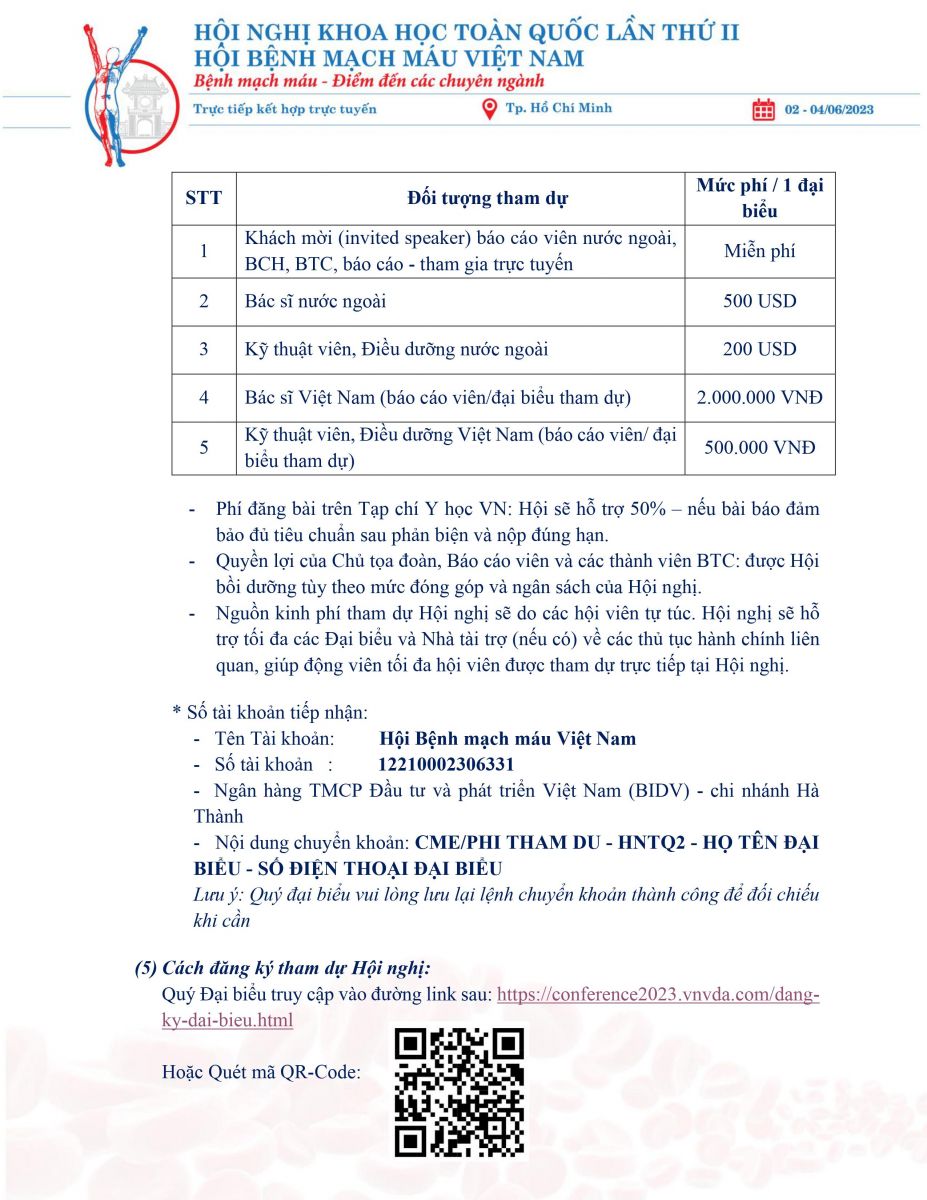 HỘI NGHỊ KHOA HỌC TOÀN QUỐC LẦN THỨ II
HỘI BỆNH MẠCH MÁU VIỆT NAM
Bệnh mạch máu - Điểm đến các chuyên ngành
Trực tiếp kết hợp trực tuyến
Tp. Hồ Chí Minh
02 - 04/06/2023
STT
Đối tượng tham dự
Mức phí / 1 đại
biểu
1
Khách mời (invited speaker) báo cáo viên nước ngoài,
BCH, BTC, báo cáo - tham gia trực tuyến
Miễn phí
2
Bác sĩ nước ngoài
500 USD
3
Kỹ thuật viên, Điều dưỡng nước ngoài
200 USD
4
Bác sĩ Việt Nam (báo cáo viên/đại biểu tham dự)
2.000.000 VNĐ
5
Kỹ thuật viên, Điều dưỡng Việt Nam (báo cáo viên/ đại
biểu tham dự)
500.000 VNĐ
- Phí đăng bài trên Tạp chí Y học VN: Hội sẽ hỗ trợ 50% – nếu bài báo đảm
bảo đủ tiêu chuẩn sau phản biện và nộp đúng hạn.
- Quyền lợi của Chủ tọa đoàn, Báo cáo viên và các thành viên BTC: được Hội
bồi dưỡng tùy theo mức đóng góp và ngân sách của Hội nghị.
- Nguồn kinh phí tham dự Hội nghị sẽ do các hội viên tự túc. Hội nghị sẽ hỗ
trợ tối đa các Đại biểu và Nhà tài trợ (nếu có) về các thủ tục hành chính liên
quan, giúp động viên tối đa hội viên được tham dự trực tiếp tại Hội nghị.
* Số tài khoản tiếp nhận:
- Tên Tài khoản: Hội Bệnh mạch máu Việt Nam
- Số tài khoản : 12210002306331
- Ngân hàng TMCP Đầu tư và phát triển Việt Nam (BIDV) - chi nhánh Hà
Thành
- Nội dung chuyển khoản: CME/PHI THAM DU - HNTQ2 - HỌ TÊN ĐẠI
BIỂU - SỐ ĐIỆN THOẠI ĐẠI BIỂU
Lưu ý: Quý đại biểu vui lòng lưu lại lệnh chuyển khoản thành công để đối chiếu
khi cần
(5) Cách đăng ký tham dự Hội nghị:
Quý Đại biểu truy cập vào đường link sau: https://conference2023.vnvda.com/dang-
ky-dai-bieu.html
Hoặc Quét mã QR-Code: